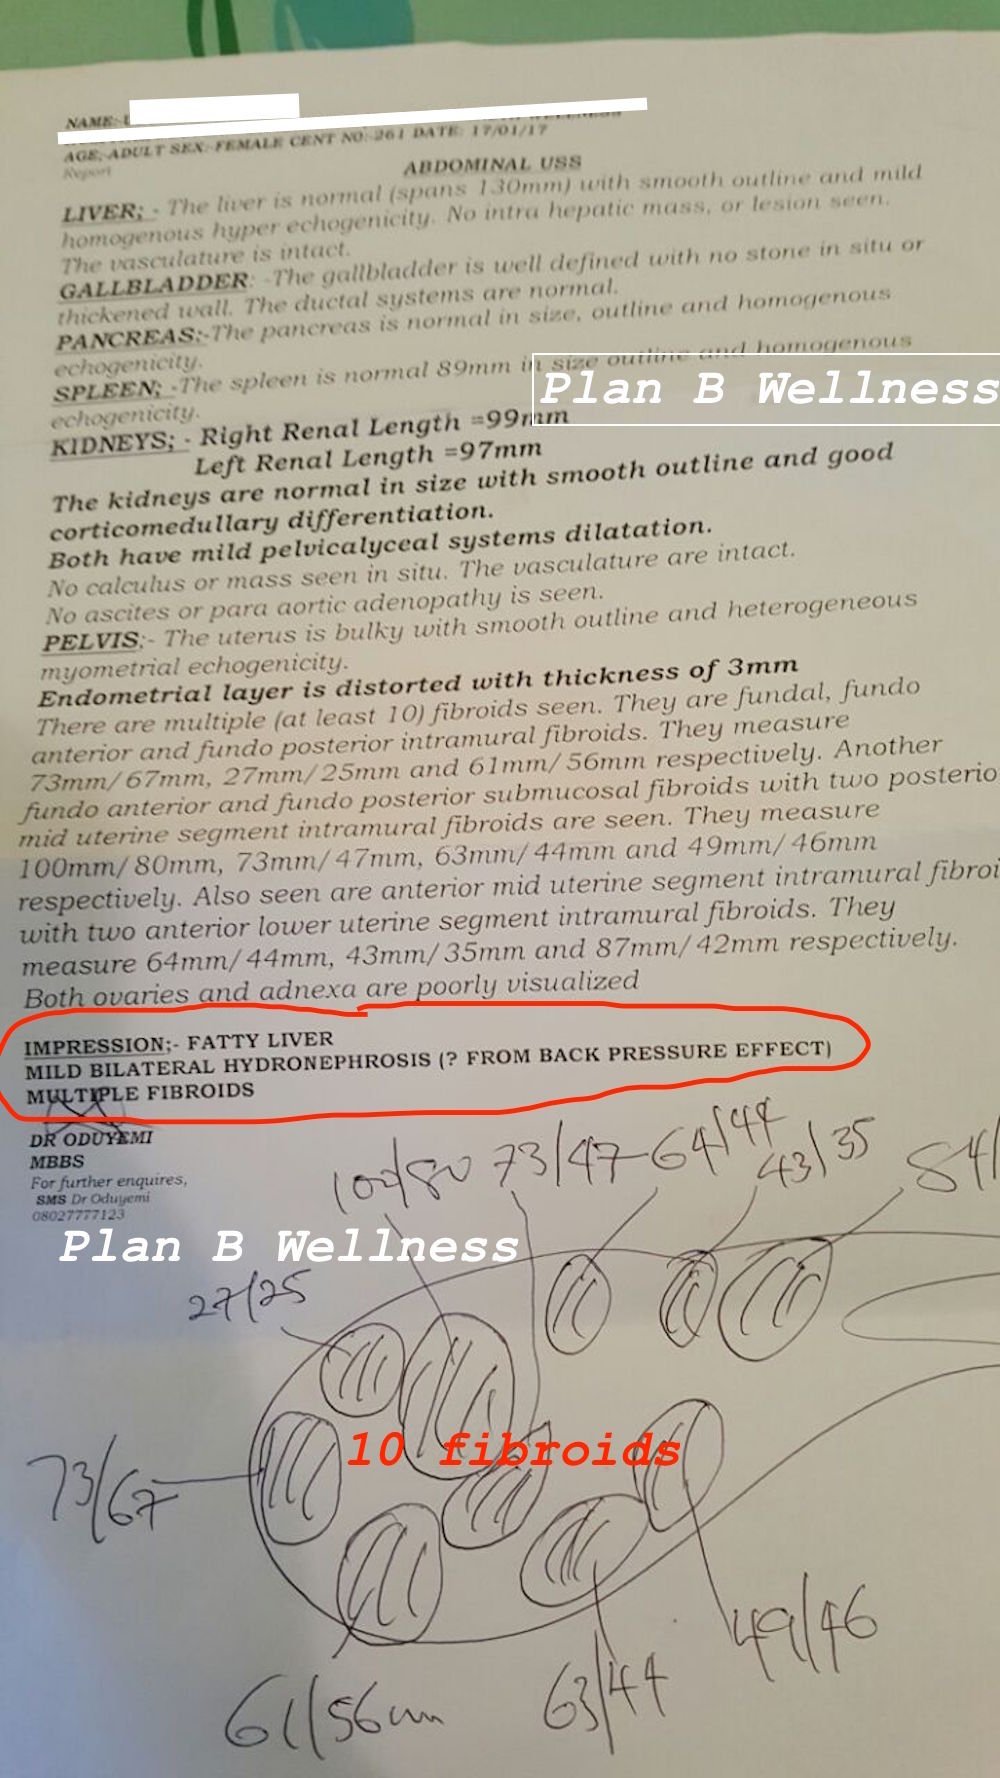 NAME:-
AGE;-ADULT SEX:-FEMALE CENT NO:-261 DATE: 17/01/17
Report
ABDOMINAL USS
LIVER; - The liver is normal (spans 130mm) with smooth outline and mild
homogenous hyper echogenicity. No intra hepatic mass, or lesion seen.
The vasculature is intact.
GALLBLADDER: -The gallbladder is well defined with no stone in situ or
thickened wall. The ductal systems are normal.
PANCREAS:-The pancreas is normal in size, outline and homogenous
echogenicity.
SPLEEN; -The spleen is normal 89mm in size outline and homogenous
echogenicity.
Plan B Wellness
KIDNEYS; - Right Renal Length =99mm
Left Renal Length =97mm
The kidneys are normal in size with smooth outline and good
corticomedullary differentiation.
Both have mild pelvicalyceal systems dilatation.
No calculus or mass seen in situ. The vasculature are intact.
No ascites or para aortic adenopathy is seen.
PELVIS:- The uterus is bulky with smooth outline and heterogeneous
myometrial echogenicity.
Endometrial layer is distorted with thickness of 3mm
There are multiple (at least 10) fibroids seen. They are fundal, fundo
anterior and fundo posterior intramural fibroids. They measure
73mm/67mm, 27mm/25mm and 61mm/56mm respectively. Another
fundo anterior and fundo posterior submucosal fibroids with two posterio
mid uterine segment intramural fibroids are seen. They measure
100mm/80mm, 73mm/47mm, 63mm/44mm and 49mm/46mm
respectively. Also seen are anterior mid uterine segment intramural fibroi
with two anterior lower uterine segment intramural fibroids. They
measure 64mm/44mm, 43mm/35mm and 87mm/42mm respectively.
Both ovaries and adnexa are poorly visualized
IMPRESSION;- FATTY LIVER
MILD BILATERAL HYDRONEPHROSIS (? FROM BACK PRESSURE EFFECT)
MULTIPLE FIBROIDS
DR ODUYEMI
MBBS
For further enquires,
SMS Dr Oduyemi
08027777123
100/80 73/47 64/44 43/35 84/
Plan B Wellness
27/25
10 fibroids
73/67
49/46
61/56mm
63/44